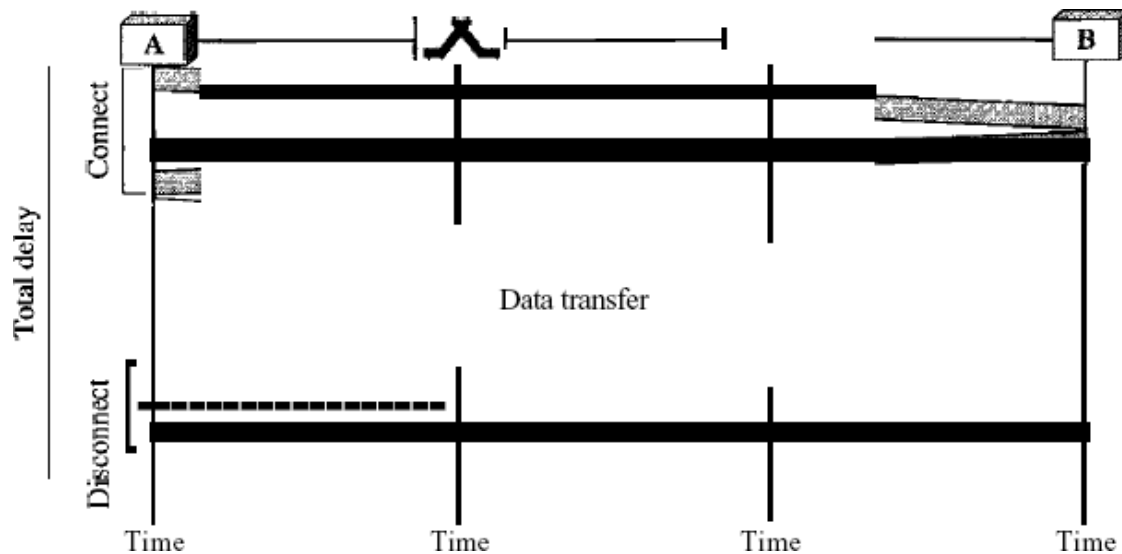 A
B
Connect
Total delay
Data transfer
Disconnect
Time
Time
Time
Time